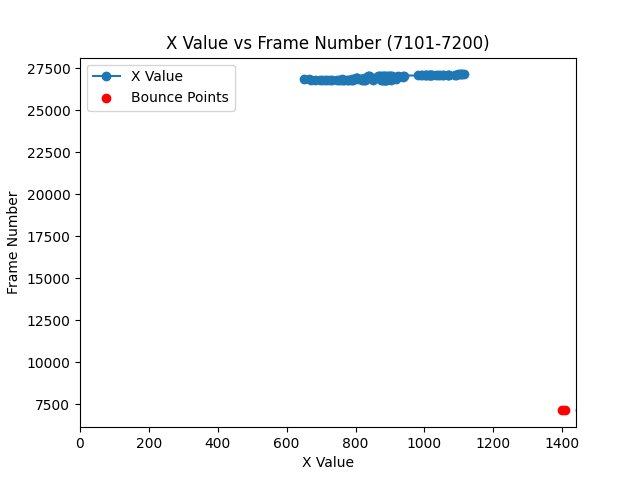 X Value vs Frame Number (7101-7200)
X Value
Bounce Points
27500
25000
22500
20000
17500
15000
12500
10000
7500
Frame Number
0 200 400 600 800 1000 1200 1400
X Value